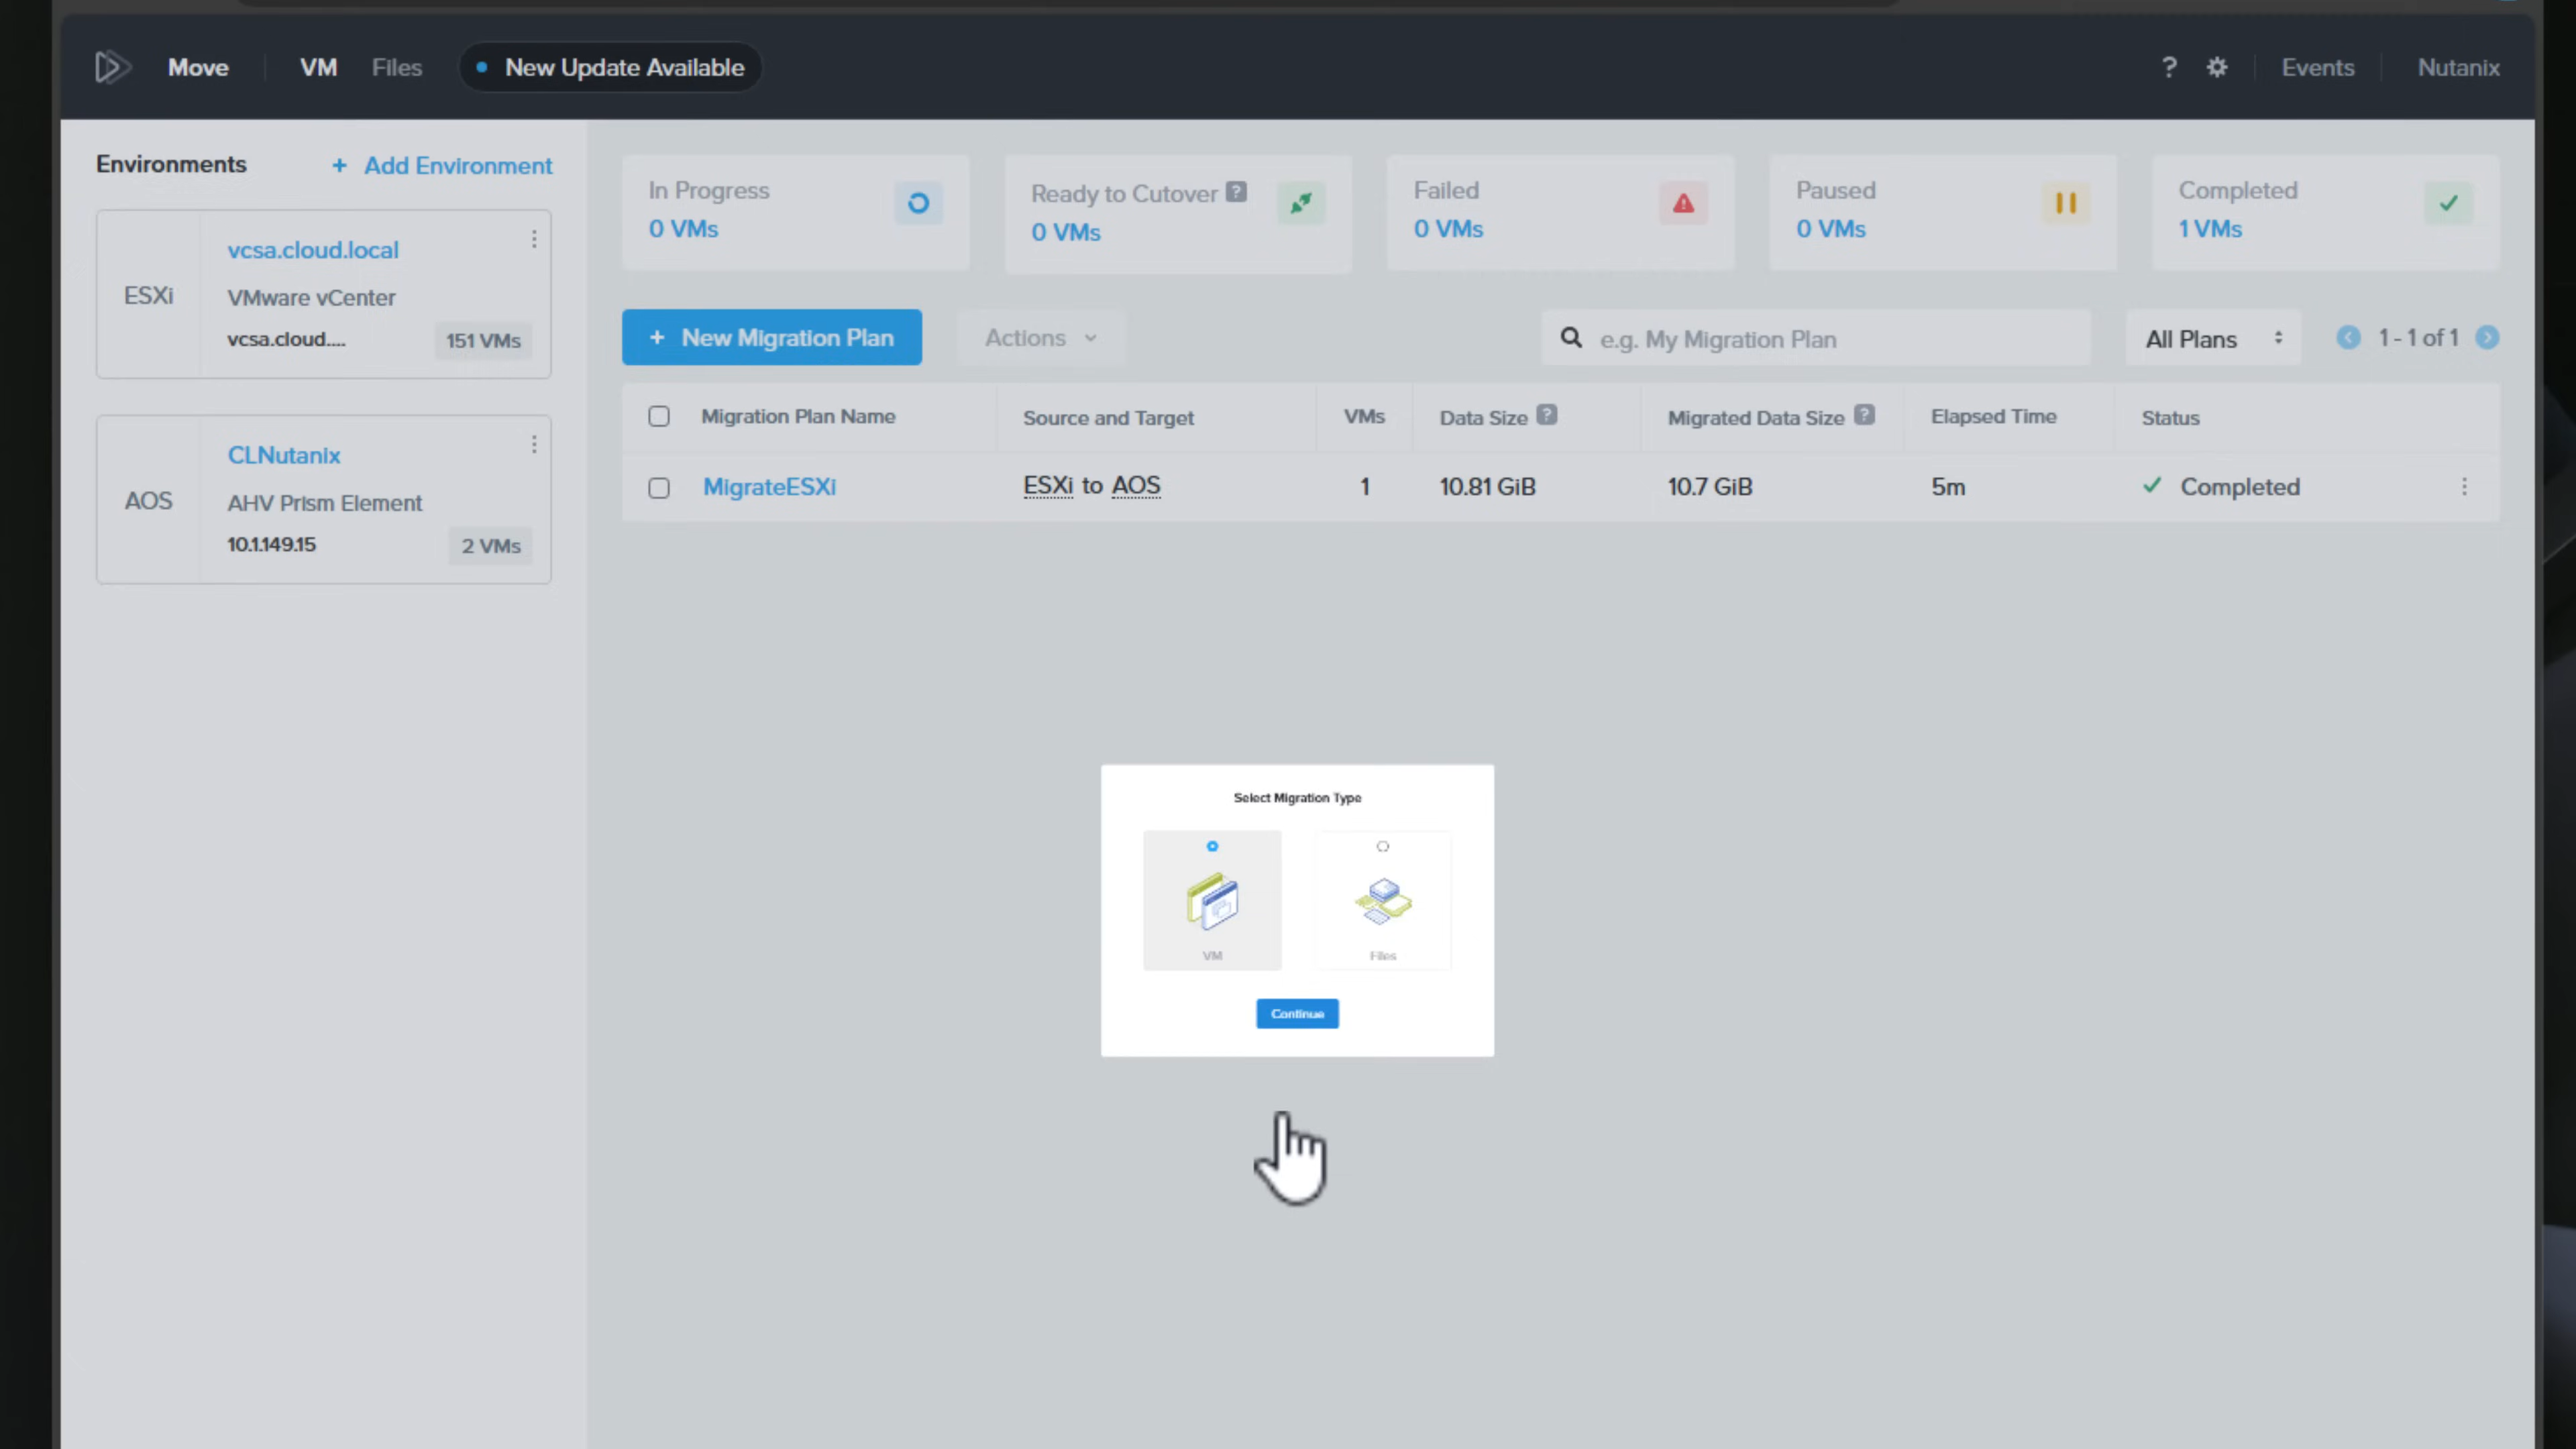 Move VM Files New Update Available ? Events Nutanix
Environments + Add Environment
ESXi
vcsa.cloud.local
VMware vCenter
vcsa.cloud.... 151 VMs
AOS
CLNutanix
AHV Prism Element
10.1.149.15 2 VMs
In Progress
0 VMs
Ready to Cutover ?
0 VMs
Failed
0 VMs
Paused
0 VMs
Completed
1 VMs
+ New Migration Plan Actions e.g. My Migration Plan All Plans 1 - 1 of 1
Migration Plan Name Source and Target VMs Data Size ? Migrated Data Size ? Elapsed Time Status
MigrateESXi ESXi to AOS 1 10.81 GiB 10.7 GiB 5m Completed
Select Migration Type
VM Files
Continue